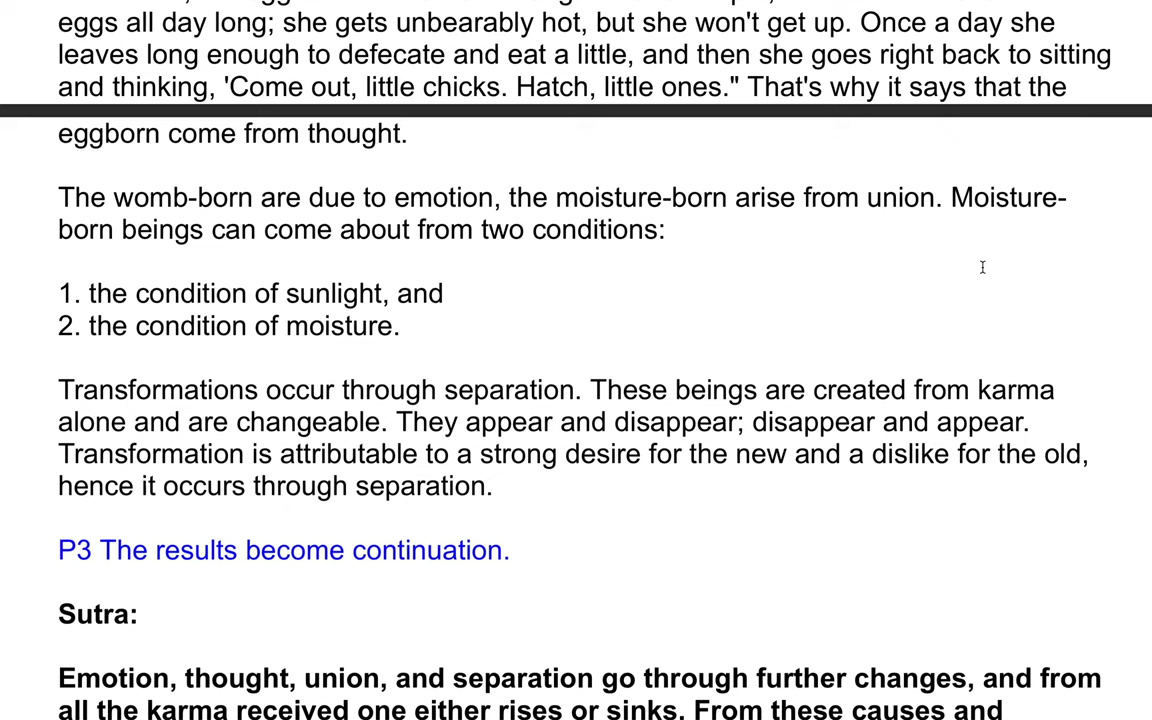 eggs all day long; she gets unbearably hot, but she won't get up. Once a day she
leaves long enough to defecate and eat a little, and then she goes right back to sitting
and thinking, 'Come out, little chicks. Hatch, little ones." That's why it says that the
eggborn come from thought.
The womb-born are due to emotion, the moisture-born arise from union. Moisture-
born beings can come about from two conditions:
1. the condition of sunlight, and
2. the condition of moisture.
Transformations occur through separation. These beings are created from karma
alone and are changeable. They appear and disappear; disappear and appear.
Transformation is attributable to a strong desire for the new and a dislike for the old,
hence it occurs through separation.
P3 The results become continuation.
Sutra:
Emotion, thought, union, and separation go through further changes, and from
all the karma received one either rises or sinks. From these causes and